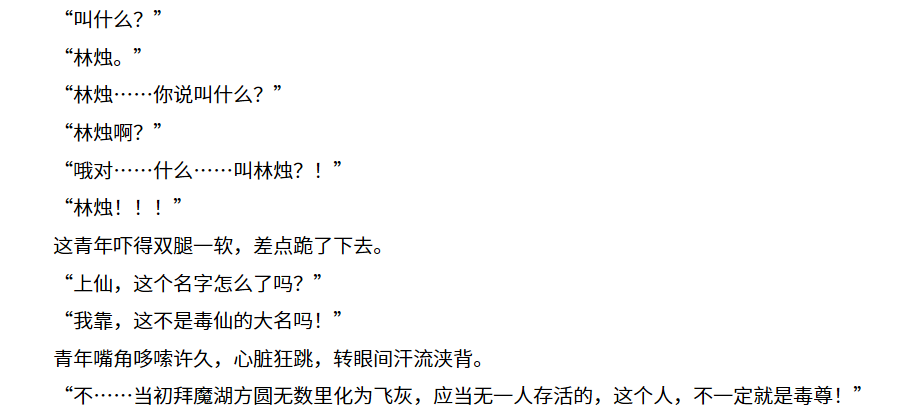 “叫什么？”
“林烛。”
“林烛……你说叫什么？”
“林烛啊？”
“哦对……什么……叫林烛？！”
“林烛！！！”
这青年吓得双腿一软，差点跪了下去。
“上仙，这个名字怎么了吗？”
“我靠，这不是毒仙的大名吗！”
青年嘴角哆嗦许久，心脏狂跳，转眼间汗流浃背。
“不……当初拜魔湖方圆无数里化为飞灰，应当无一人存活的，这个人，不一定就是毒尊！”